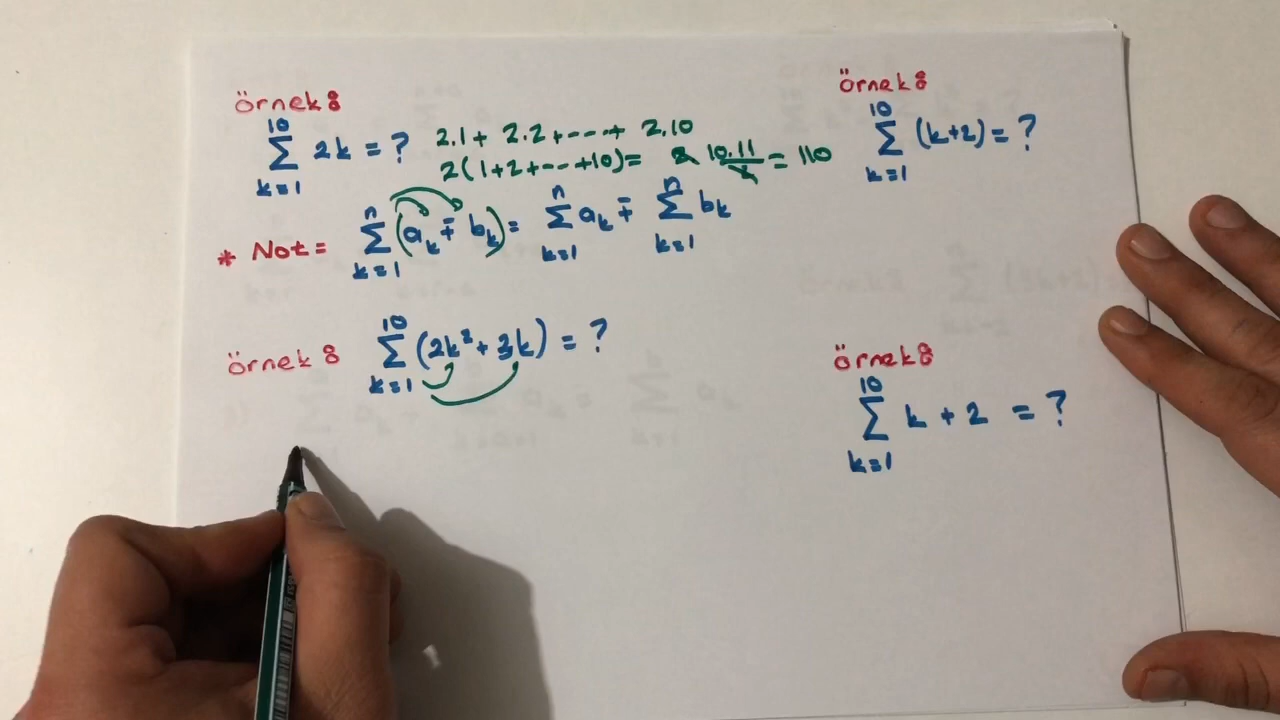 Örnek:
10
∑ 2k = ?
k=1
2.1 + 2.2 + ---- + 2.10
2(1+2+---+10) = 2 10.11/2 = 110
* Not =
n
∑ (aₖ ∓ bₖ) =
k=1
n
∑ aₖ ∓
k=1
n
∑ bₖ
k=1
Örnek:
10
∑ (2k² + 3k) = ?
k=1
Örnek:
10
∑ (k+2) = ?
k=1
Örnek:
10
∑ k + 2 = ?
k=1